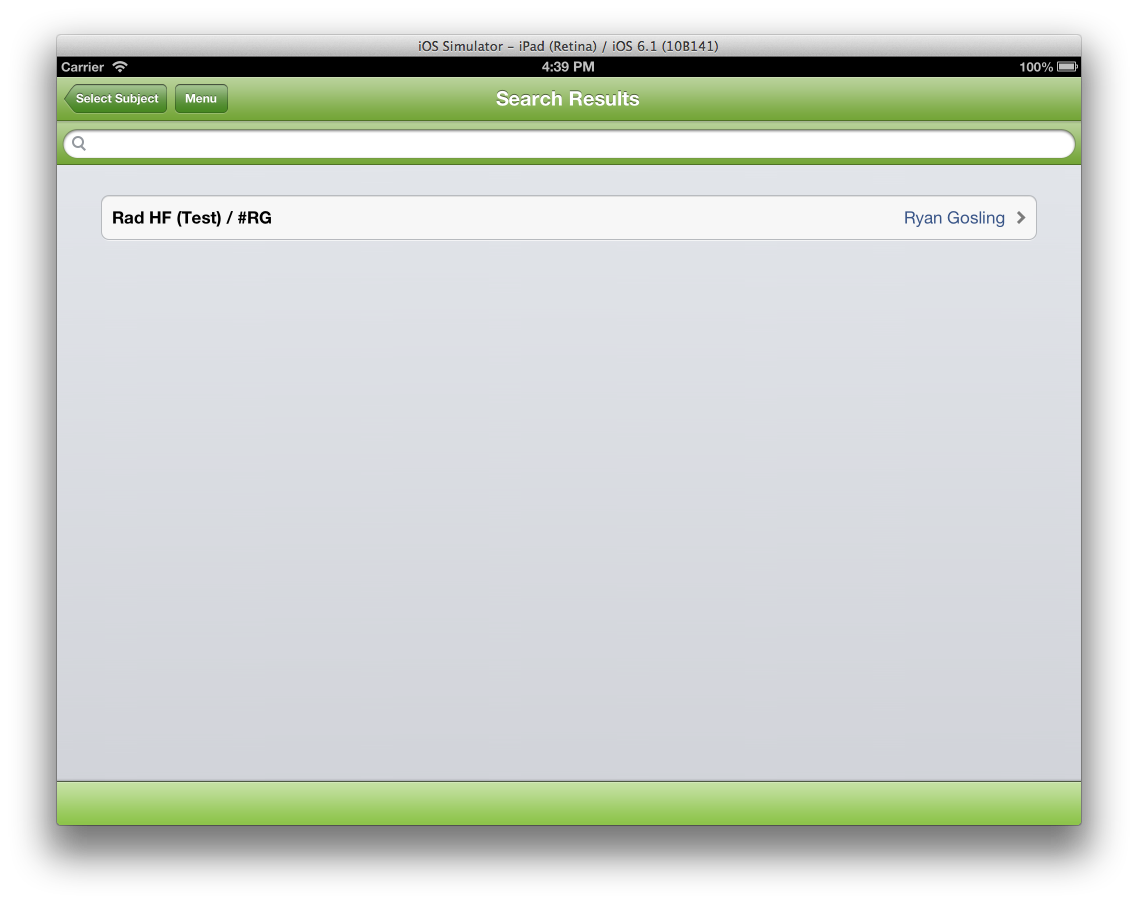 iOS Simulator – iPad (Retina) / iOS 6.1 (10B141)
Carrier 4:39 PM 100%
Select Subject Menu Search Results
Rad HF (Test) / #RG Ryan Gosling